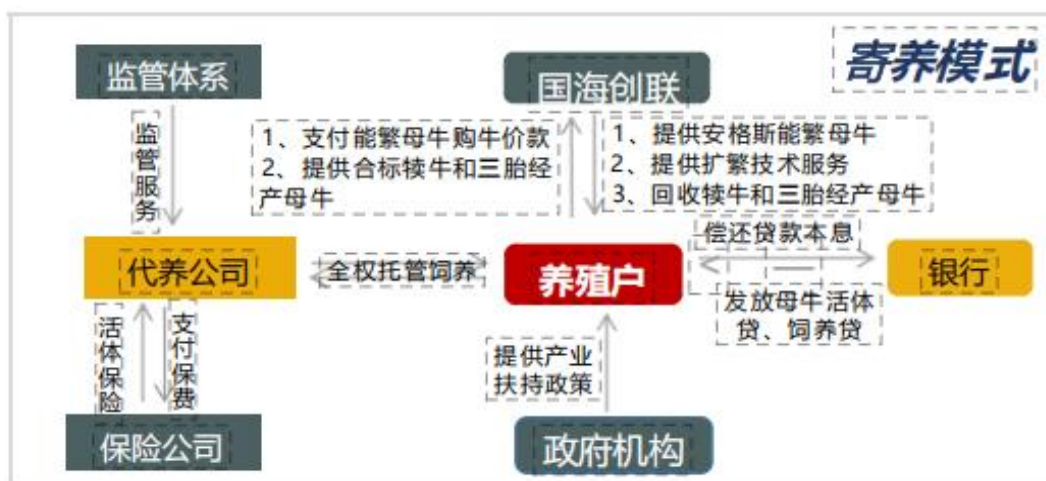 寄养模式
监管体系
国海创联
监管服务
1、支付能繁母牛购牛价款
2、提供合标犊牛和三胎经
产母牛
1、提供安格斯能繁母牛
2、提供扩繁技术服务
3、回收犊牛和三胎经产母牛
偿还贷款本息
代养公司
全权托管饲养
养殖户
银行
发放母牛活体
贷、饲养贷
活体保险
支付保费
提供产业
扶持政策
保险公司
政府机构